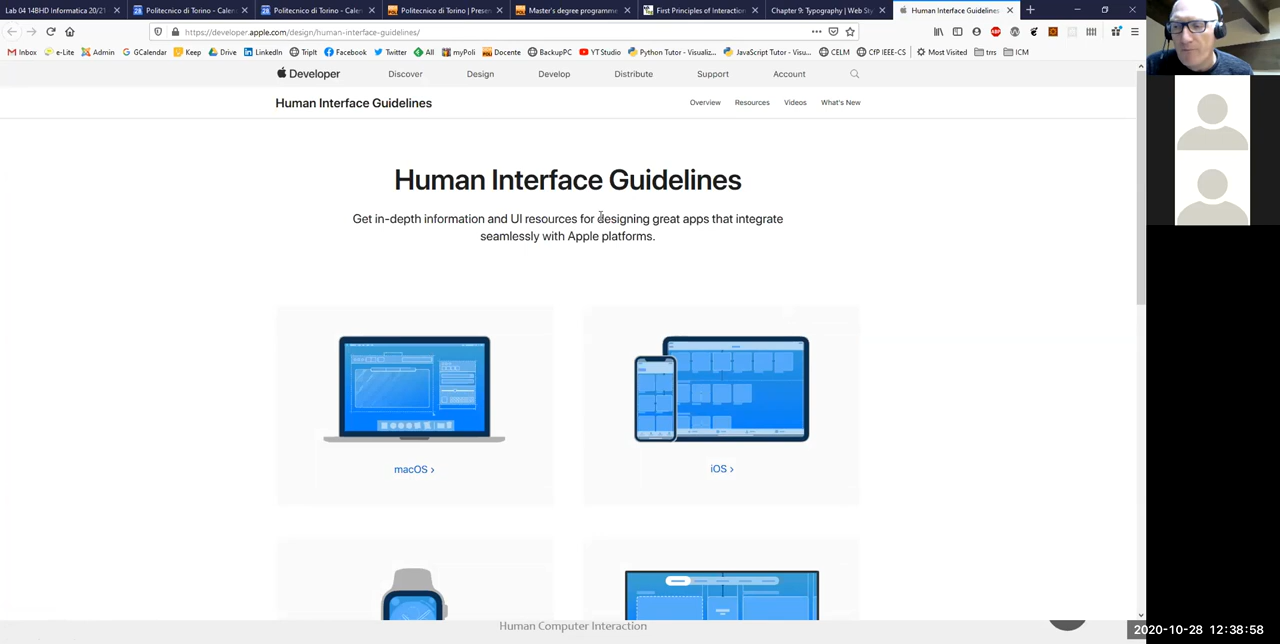 Lab 04 14BHD Informatica 20/21
Politecnico di Torino - Calen
Politecnico di Torino - Calen
Politecnico di Torino | Presen
Master's degree programme
First Principles of Interaction
Chapter 9: Typography | Web Sty
Human Interface Guidelines
https://developer.apple.com/design/human-interface-guidelines/
Inbox
e-Lite
Admin
GCalendar
Keep
Drive
LinkedIn
TripIt
Facebook
Twitter
All
myPoli
Docente
BackupPC
YT Studio
Python Tutor - Visualiz...
JavaScript Tutor - Visu...
CELM
CfP IEEE-CS
Most Visited
trrs
ICM
Developer
Discover
Design
Develop
Distribute
Support
Account
Human Interface Guidelines
Overview
Resources
Videos
What's New
Human Interface Guidelines
Get in-depth information and UI resources for designing great apps that integrate
seamlessly with Apple platforms.
macOS ›
iOS ›
Human Computer Interaction
2020-10-28 12:38:58